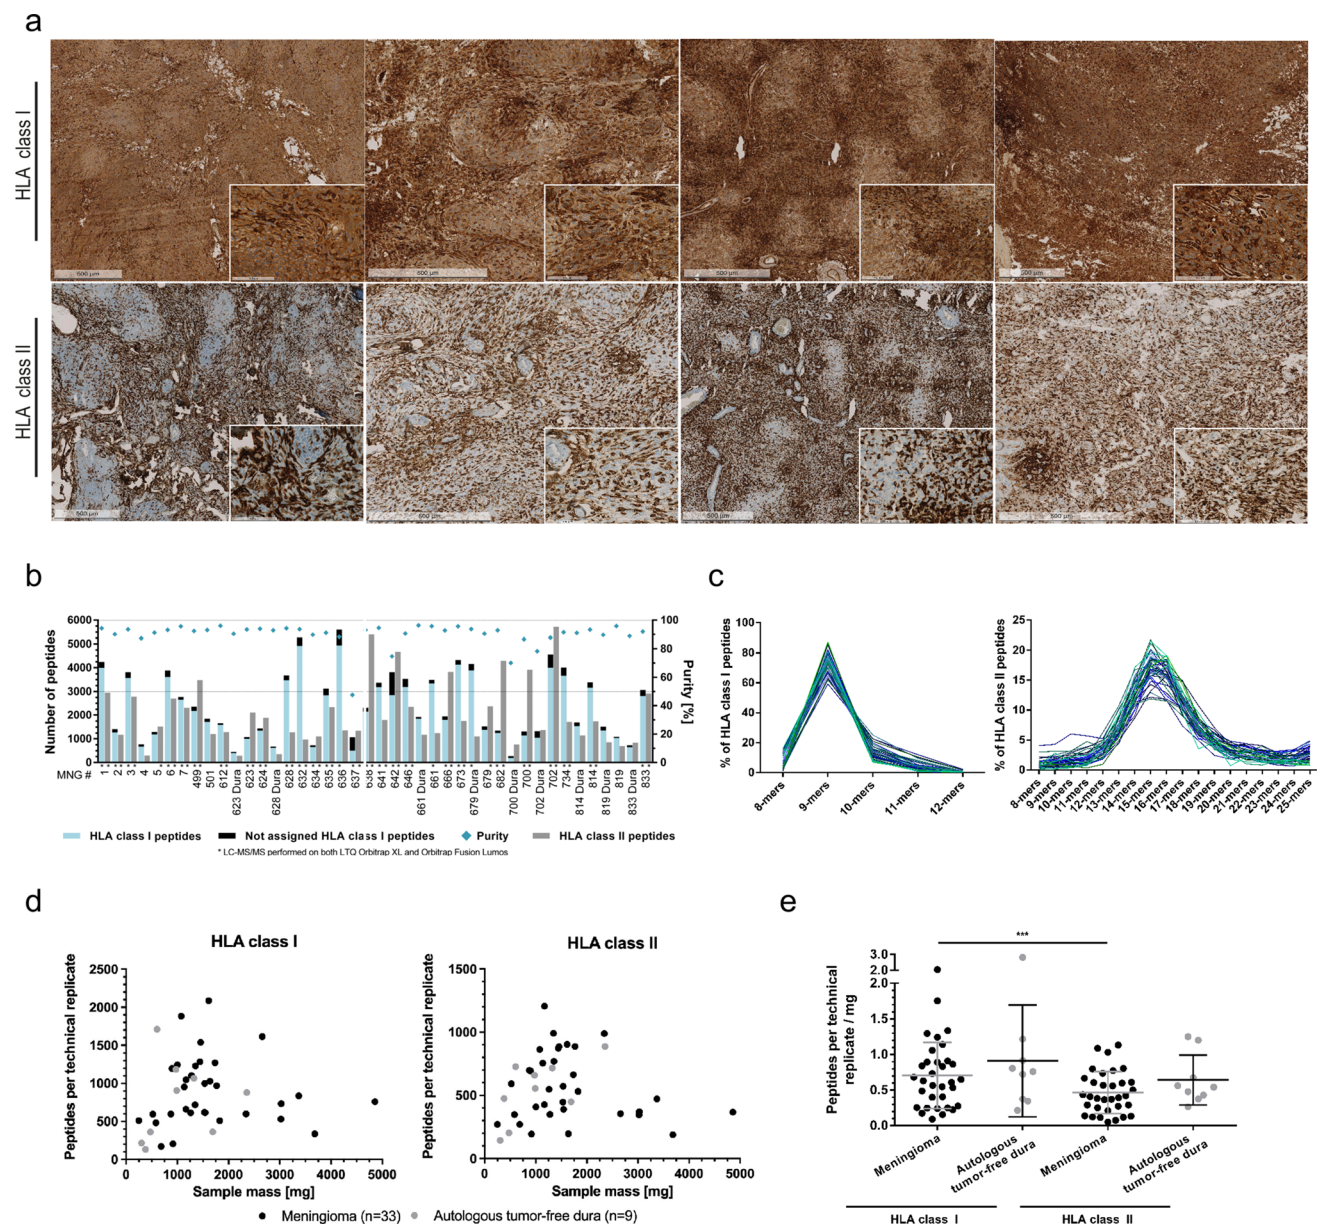 a
HLA class I
500 µm
500 µm
500 µm
HLA class II
500 µm
500 µm
500 µm
b
Number of peptides
6000
5000
4000
3000
2000
1000
0
100
80
60
40
20
0
Purity [%]
MNG #
1* 2* 3* 4* 5* 6* 7* 499 501 612 623 Dura 623 624 628 Dura 628 632 634 635 636 637 638 641 642 646 661 Dura 661 666 673 679 Dura 679 682 700 Dura 700 702 Dura 702 734 814 Dura 814 819 Dura 819 833 Dura 833
HLA class I peptides
Not assigned HLA class I peptides
Purity
HLA class II peptides
* LC-MS/MS performed on both LTQ Orbitrap XL and Orbitrap Fusion Lumos
c
% of HLA class I peptides
100
80
60
40
20
0
8-mers 9-mers 10-mers 11-mers 12-mers
% of HLA class II peptides
25
20
15
10
5
0
8-mers 9-mers 10-mers 11-mers 12-mers 13-mers 14-mers 15-mers 16-mers 17-mers 18-mers 19-mers 20-mers 21-mers 22-mers 23-mers 24-mers 25-mers
d
HLA class I
Peptides per technical replicate
2500
2000
1500
1000
500
0
0 1000 2000 3000 4000 5000
Sample mass [mg]
HLA class II
Peptides per technical replicate
1500
1000
500
0
0 1000 2000 3000 4000 5000
Sample mass [mg]
Meningioma (n=33)
Autologous tumor-free dura (n=9)
e
Peptides per technical
replicate / mg
3.0
2.0
2.0
1.5
1.0
0.5
0.0
***
Meningioma
Autologous
tumor-free dura
Meningioma
Autologous
tumor-free dura
HLA class I
HLA class II